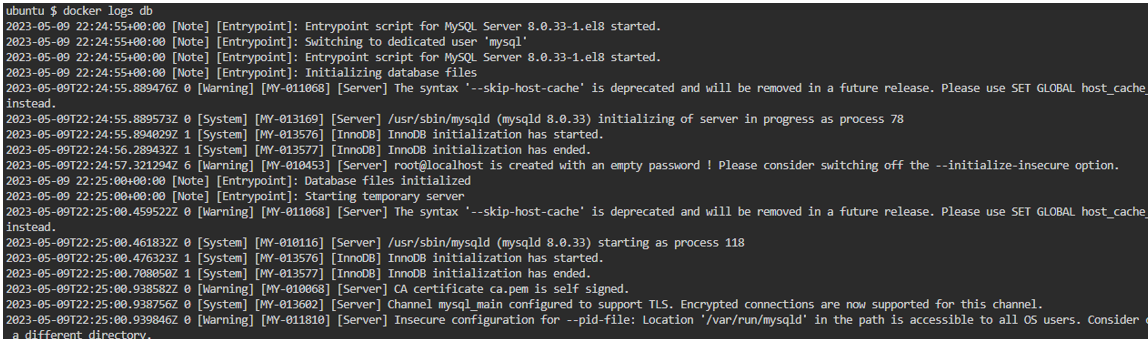 ubuntu $ docker logs db
2023-05-09 22:24:55+00:00 [Note] [Entrypoint]: Entrypoint script for MySQL Server 8.0.33-1.el8 started.
2023-05-09 22:24:55+00:00 [Note] [Entrypoint]: Switching to dedicated user 'mysql'
2023-05-09 22:24:55+00:00 [Note] [Entrypoint]: Entrypoint script for MySQL Server 8.0.33-1.el8 started.
2023-05-09 22:24:55+00:00 [Note] [Entrypoint]: Initializing database files
2023-05-09T22:24:55.889476Z 0 [Warning] [MY-011068] [Server] The syntax '--skip-host-cache' is deprecated and will be removed in a future release. Please use SET GLOBAL host_cache_
instead.
2023-05-09T22:24:55.889573Z 0 [System] [MY-013169] [Server] /usr/sbin/mysqld (mysqld 8.0.33) initializing of server in progress as process 78
2023-05-09T22:24:55.894029Z 1 [System] [MY-013576] [InnoDB] InnoDB initialization has started.
2023-05-09T22:24:56.289432Z 1 [System] [MY-013577] [InnoDB] InnoDB initialization has ended.
2023-05-09T22:24:57.321294Z 6 [Warning] [MY-010453] [Server] root@localhost is created with an empty password ! Please consider switching off the --initialize-insecure option.
2023-05-09 22:25:00+00:00 [Note] [Entrypoint]: Database files initialized
2023-05-09 22:25:00+00:00 [Note] [Entrypoint]: Starting temporary server
2023-05-09T22:25:00.459522Z 0 [Warning] [MY-011068] [Server] The syntax '--skip-host-cache' is deprecated and will be removed in a future release. Please use SET GLOBAL host_cache_
instead.
2023-05-09T22:25:00.461832Z 0 [System] [MY-010116] [Server] /usr/sbin/mysqld (mysqld 8.0.33) starting as process 118
2023-05-09T22:25:00.476323Z 1 [System] [MY-013576] [InnoDB] InnoDB initialization has started.
2023-05-09T22:25:00.708050Z 1 [System] [MY-013577] [InnoDB] InnoDB initialization has ended.
2023-05-09T22:25:00.938582Z 0 [Warning] [MY-010068] [Server] CA certificate ca.pem is self signed.
2023-05-09T22:25:00.938756Z 0 [System] [MY-013602] [Server] Channel mysql_main configured to support TLS. Encrypted connections are now supported for this channel.
2023-05-09T22:25:00.939846Z 0 [Warning] [MY-011810] [Server] Insecure configuration for --pid-file: Location '/var/run/mysqld' in the path is accessible to all OS users. Consider
a different directory.